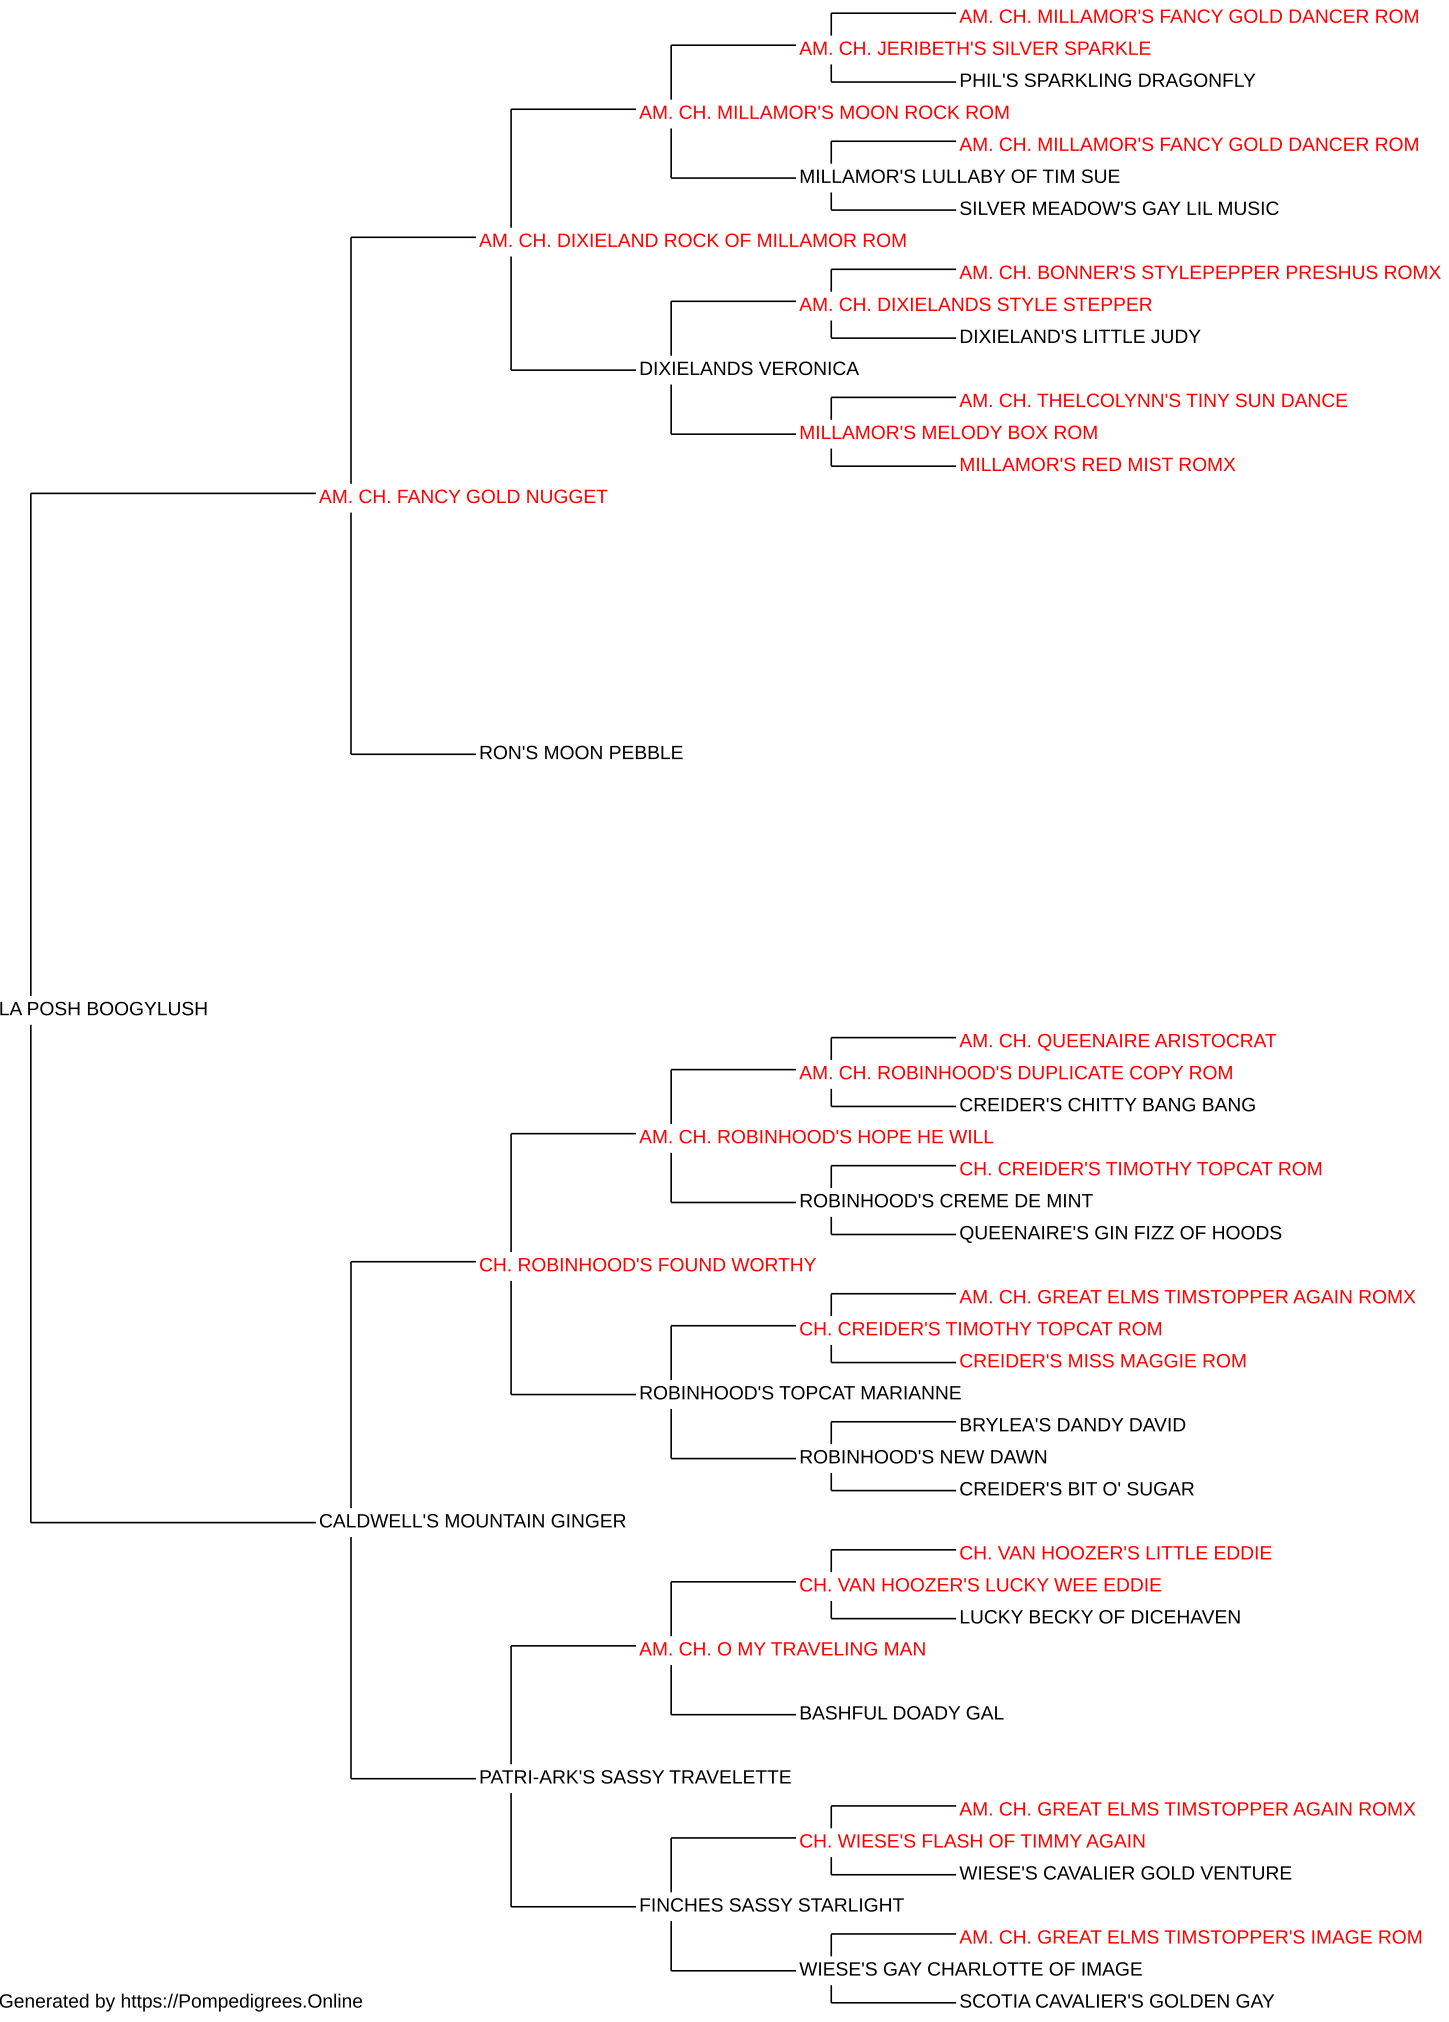 AM. CH. MILLAMOR'S FANCY GOLD DANCER ROM
AM. CH. JERIBETH'S SILVER SPARKLE
PHIL'S SPARKLING DRAGONFLY
AM. CH. MILLAMOR'S MOON ROCK ROM
AM. CH. MILLAMOR'S FANCY GOLD DANCER ROM
MILLAMOR'S LULLABY OF TIM SUE
SILVER MEADOW'S GAY LIL MUSIC
AM. CH. DIXIELAND ROCK OF MILLAMOR ROM
AM. CH. BONNER'S STYLEPEPPER PRESHUS ROMX
AM. CH. DIXIELANDS STYLE STEPPER
DIXIELAND'S LITTLE JUDY
DIXIELANDS VERONICA
AM. CH. THELCOLYNN'S TINY SUN DANCE
MILLAMOR'S MELODY BOX ROM
MILLAMOR'S RED MIST ROMX
AM. CH. FANCY GOLD NUGGET
RON'S MOON PEBBLE
LA POSH BOOGYLUSH
AM. CH. QUEENAIRE ARISTOCRAT
AM. CH. ROBINHOOD'S DUPLICATE COPY ROM
CREIDER'S CHITTY BANG BANG
AM. CH. ROBINHOOD'S HOPE HE WILL
CH. CREIDER'S TIMOTHY TOPCAT ROM
ROBINHOOD'S CREME DE MINT
QUEENAIRE'S GIN FIZZ OF HOODS
CH. ROBINHOOD'S FOUND WORTHY
AM. CH. GREAT ELMS TIMSTOPPER AGAIN ROMX
CH. CREIDER'S TIMOTHY TOPCAT ROM
CREIDER'S MISS MAGGIE ROM
ROBINHOOD'S TOPCAT MARIANNE
BRYLEA'S DANDY DAVID
ROBINHOOD'S NEW DAWN
CREIDER'S BIT O' SUGAR
CALDWELL'S MOUNTAIN GINGER
CH. VAN HOOZER'S LITTLE EDDIE
CH. VAN HOOZER'S LUCKY WEE EDDIE
LUCKY BECKY OF DICEHAVEN
AM. CH. O MY TRAVELING MAN
BASHFUL DOADY GAL
PATRI-ARK'S SASSY TRAVELETTE
AM. CH. GREAT ELMS TIMSTOPPER AGAIN ROMX
CH. WIESE'S FLASH OF TIMMY AGAIN
WIESE'S CAVALIER GOLD VENTURE
FINCHES SASSY STARLIGHT
AM. CH. GREAT ELMS TIMSTOPPER'S IMAGE ROM
WIESE'S GAY CHARLOTTE OF IMAGE
SCOTIA CAVALIER'S GOLDEN GAY
Generated by https://Pompedigrees.Online